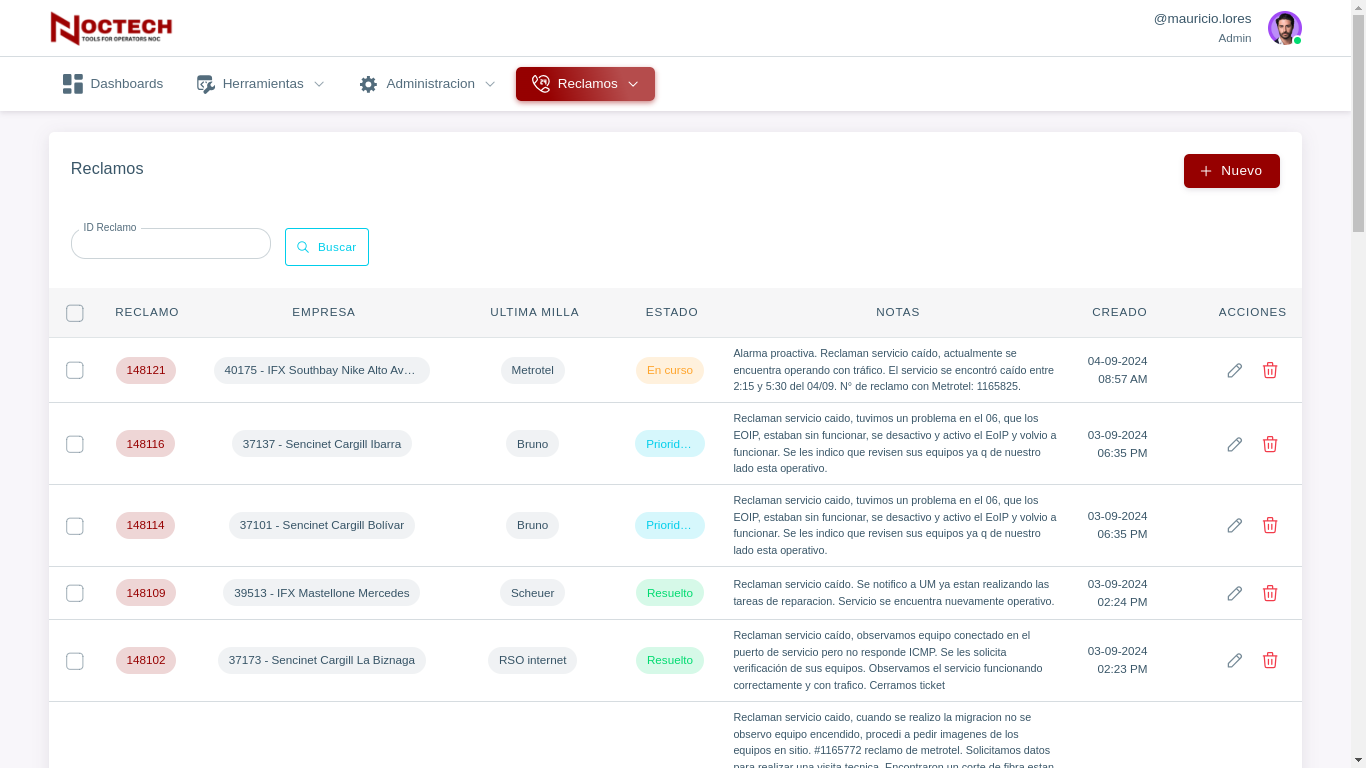 NOCTECH
TOOLS FOR OPERATORS NOC
@mauricio.lores
Admin
Dashboards
Herramientas
Administracion
24
Reclamos
Reclamos
Nuevo
ID Reclamo
Buscar
RECLAMO
EMPRESA
ULTIMA MILLA
ESTADO
NOTAS
CREADO
ACCIONES
148121
40175 - IFX Southbay Nike Alto Av…
Metrotel
En curso
Alarma proactiva. Reclaman servicio caído, actualmente se
encuentra operando con tráfico. El servicio se encontró caído entre
2:15 y 5:30 del 04/09. N° de reclamo con Metrotel: 1165825.
04-09-2024
08:57 AM
148116
37137 - Sencinet Cargill Ibarra
Bruno
Priorid…
Reclaman servicio caido, tuvimos un problema en el 06, que los
EOIP, estaban sin funcionar, se desactivo y activo el EoIP y volvio a
funcionar. Se les indico que revisen sus equipos ya q de nuestro
lado esta operativo.
03-09-2024
06:35 PM
148114
37101 - Sencinet Cargill Bolívar
Bruno
Priorid…
Reclaman servicio caido, tuvimos un problema en el 06, que los
EOIP, estaban sin funcionar, se desactivo y activo el EoIP y volvio a
funcionar. Se les indico que revisen sus equipos ya q de nuestro
lado esta operativo.
03-09-2024
06:35 PM
148109
39513 - IFX Mastellone Mercedes
Scheuer
Resuelto
Reclaman servicio caído. Se notifico a UM ya estan realizando las
tareas de reparacion. Servicio se encuentra nuevamente operativo.
03-09-2024
02:24 PM
148102
37173 - Sencinet Cargill La Biznaga
RSO internet
Resuelto
Reclaman servicio caído, observamos equipo conectado en el
puerto de servicio pero no responde ICMP. Se les solicita
verificación de sus equipos. Observamos el servicio funcionando
correctamente y con trafico. Cerramos ticket
03-09-2024
02:23 PM
Reclaman servicio caido, cuando se realizo la migracion no se
observo equipo encendido, procedi a pedir imagenes de los
equipos en sitio. #1165772 reclamo de metrotel. Solicitamos datos
para realizar una visita tecnica. Encontraron un corte de fibra estan